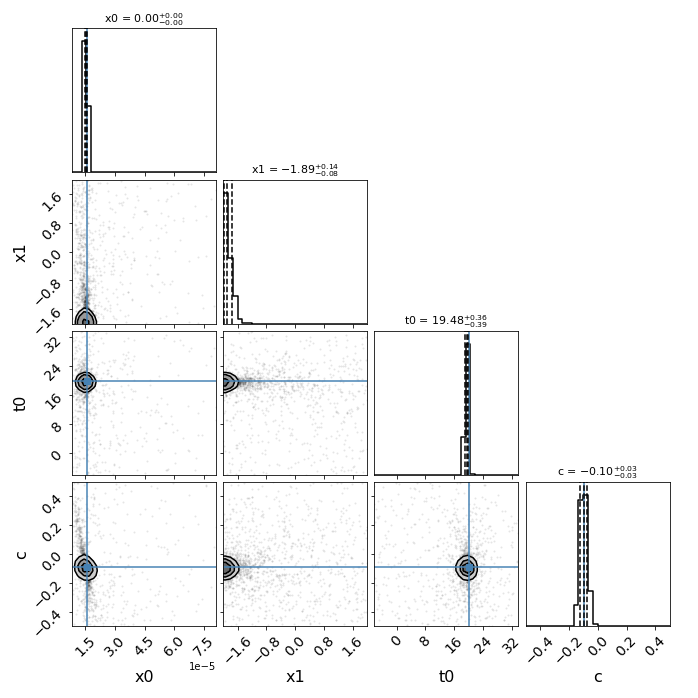 x0 = 0.00+0.00−0.00
x1 = −1.89+0.14−0.08
t0 = 19.48+0.36−0.39
c = −0.10+0.03−0.03
x1
1.6
0.8
0.0
−0.8
−1.6
t0
32
24
16
8
0
c
0.4
0.2
0.0
−0.2
−0.4
1.5 3.0 4.5 6.0 7.5
1e−5
x0
−1.6 −0.8 0.0 0.8 1.6
x1
0 8 16 24 32
t0
−0.4 −0.2 0.0 0.2 0.4
c